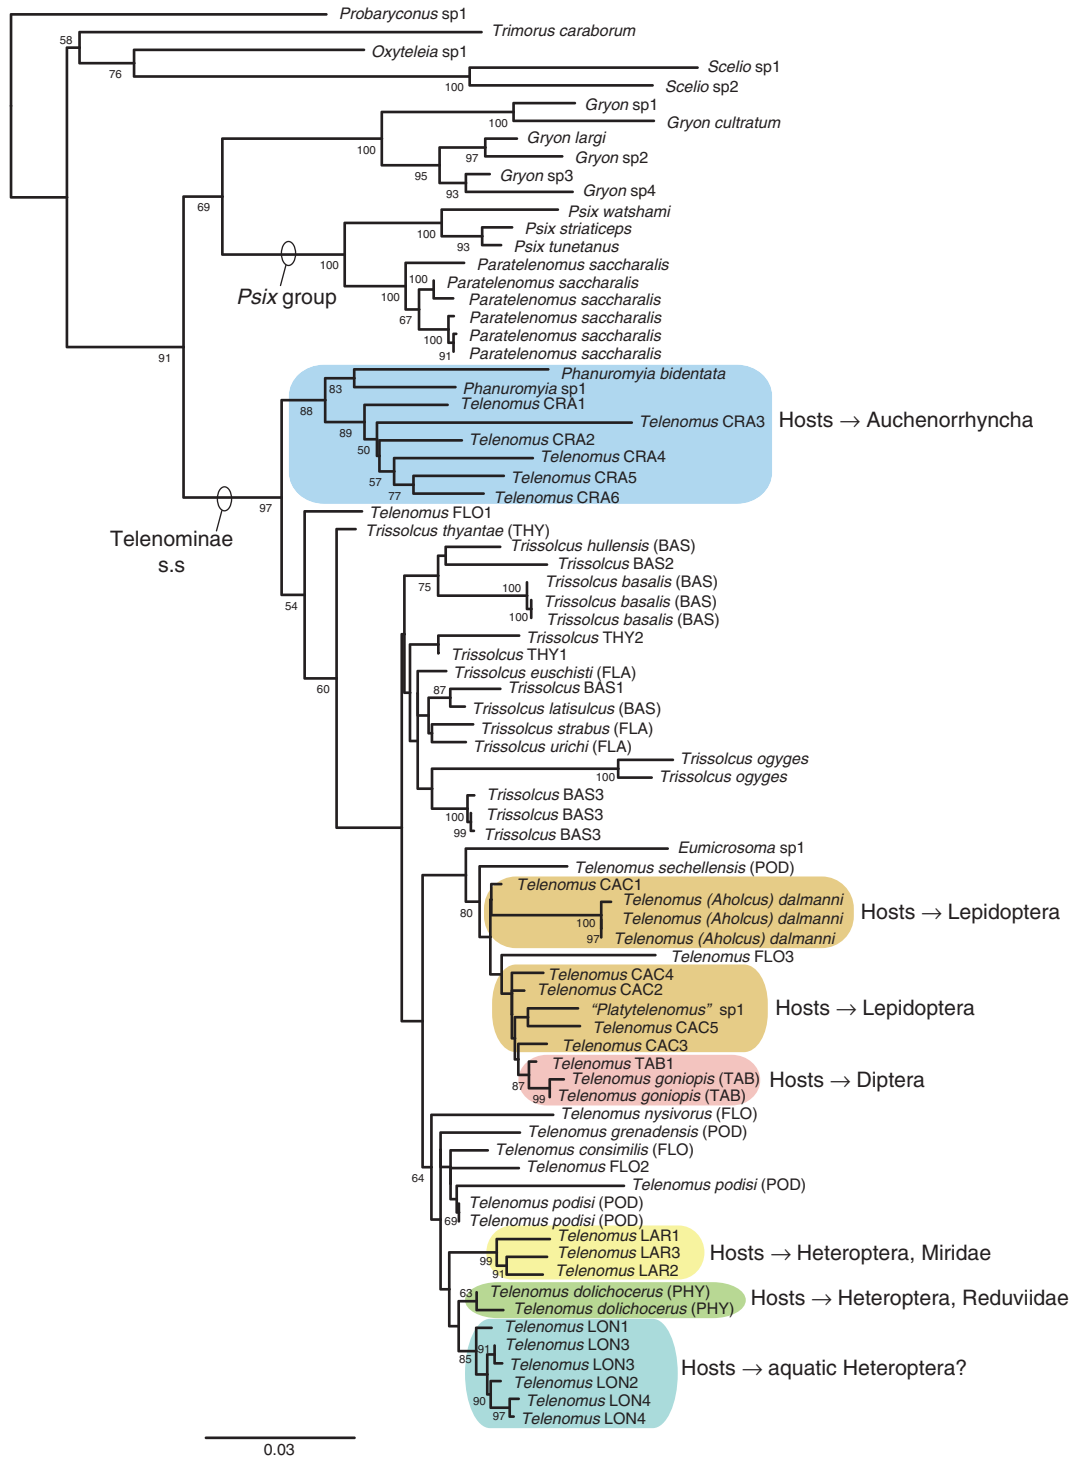 Probaryconus sp1
58
Trimorus caraborum
Oxyteleia sp1
76
Scelio sp1
100
Scelio sp2
Gryon sp1
100
Gryon cultratum
100
Gryon largi
97
Gryon sp2
95
Gryon sp3
93
Gryon sp4
69
Psix watshami
100
Psix striaticeps
93
Psix tunetanus
100
Psix group
Paratelenomus saccharalis
100
Paratelenomus saccharalis
100
Paratelenomus saccharalis
67
Paratelenomus saccharalis
100
Paratelenomus saccharalis
91
Paratelenomus saccharalis
91
Phanuromyia bidentata
83
Phanuromyia sp1
88
Telenomus CRA1
89
Telenomus CRA3
Hosts → Auchenorrhyncha
50
Telenomus CRA2
Telenomus CRA4
57
Telenomus CRA5
77
Telenomus CRA6
97
Telenominae
s.s
Telenomus FLO1
54
Trissolcus thyantae (THY)
60
Trissolcus hullensis (BAS)
75
Trissolcus BAS2
100
Trissolcus basalis (BAS)
Trissolcus basalis (BAS)
100
Trissolcus basalis (BAS)
Trissolcus THY2
Trissolcus THY1
Trissolcus euschisti (FLA)
87
Trissolcus BAS1
Trissolcus latisulcus (BAS)
Trissolcus strabus (FLA)
Trissolcus urichi (FLA)
Trissolcus ogyges
100
Trissolcus ogyges
Trissolcus BAS3
100
Trissolcus BAS3
99
Trissolcus BAS3
Eumicrosoma sp1
Telenomus sechellensis (POD)
80
Telenomus CAC1
Telenomus (Aholcus) dalmanni
100
Telenomus (Aholcus) dalmanni
Hosts → Lepidoptera
97
Telenomus (Aholcus) dalmanni
Telenomus FLO3
Telenomus CAC4
Telenomus CAC2
"Platytelenomus" sp1
Hosts → Lepidoptera
Telenomus CAC5
Telenomus CAC3
Telenomus TAB1
87
Telenomus goniopis (TAB)
Hosts → Diptera
99
Telenomus goniopis (TAB)
64
Telenomus nysivorus (FLO)
Telenomus grenadensis (POD)
Telenomus consimilis (FLO)
Telenomus FLO2
Telenomus podisi (POD)
Telenomus podisi (POD)
69
Telenomus podisi (POD)
Telenomus LAR1
99
Telenomus LAR3
Hosts → Heteroptera, Miridae
91
Telenomus LAR2
63
Telenomus dolichocerus (PHY)
Hosts → Heteroptera, Reduviidae
Telenomus dolichocerus (PHY)
Telenomus LON1
85
91
Telenomus LON3
Telenomus LON3
Hosts → aquatic Heteroptera?
Telenomus LON2
90
Telenomus LON4
97
Telenomus LON4
0.03